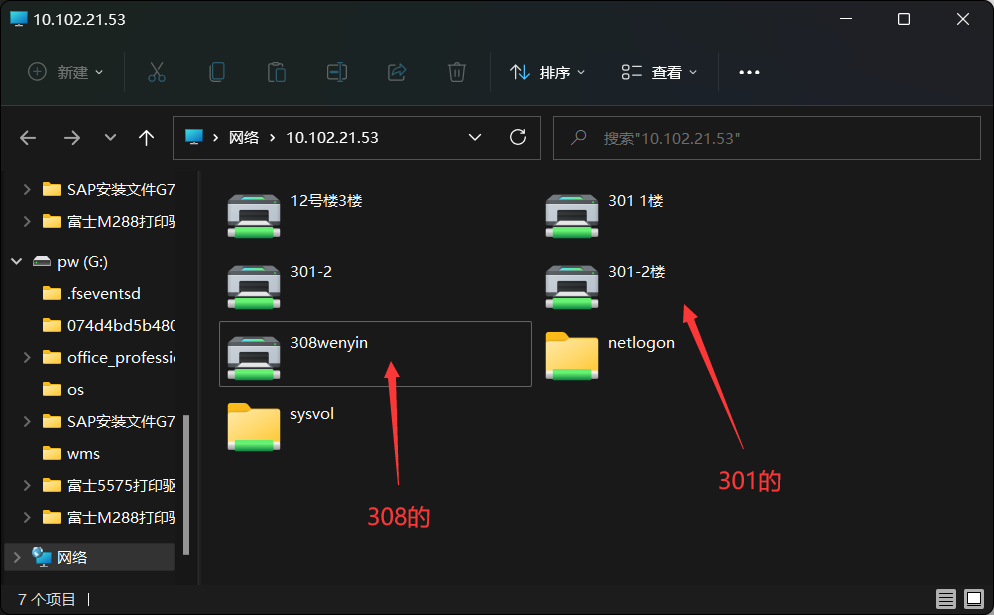 10.102.21.53
新建
排序
查看
网络
10.102.21.53
搜索"10.102.21.53"
SAP安装文件G7
富士M288打印驱
pw (G:)
.fseventsd
074d4bd5b480
office_professio
os
SAP安装文件G7
wms
富士5575打印驱
富士M288打印驱
网络
12号楼3楼
301 1楼
301-2
301-2楼
308wenyin
netlogon
sysvol
308的
301的
7 个项目